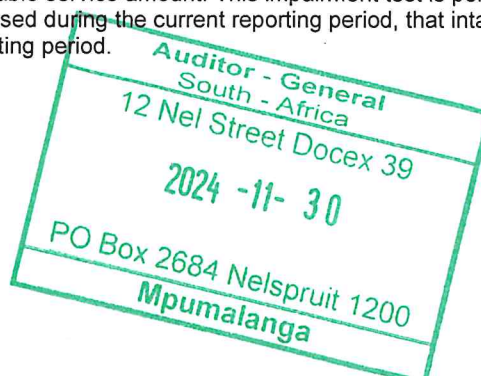 able service amount. This impairment test is per
sed during the current reporting period, that inta
ting period.
Auditor - General
South - Africa
12 Nel Street Docex 39
2024 -11- 30
PO Box 2684 Nelspruit 1200
Mpumalanga